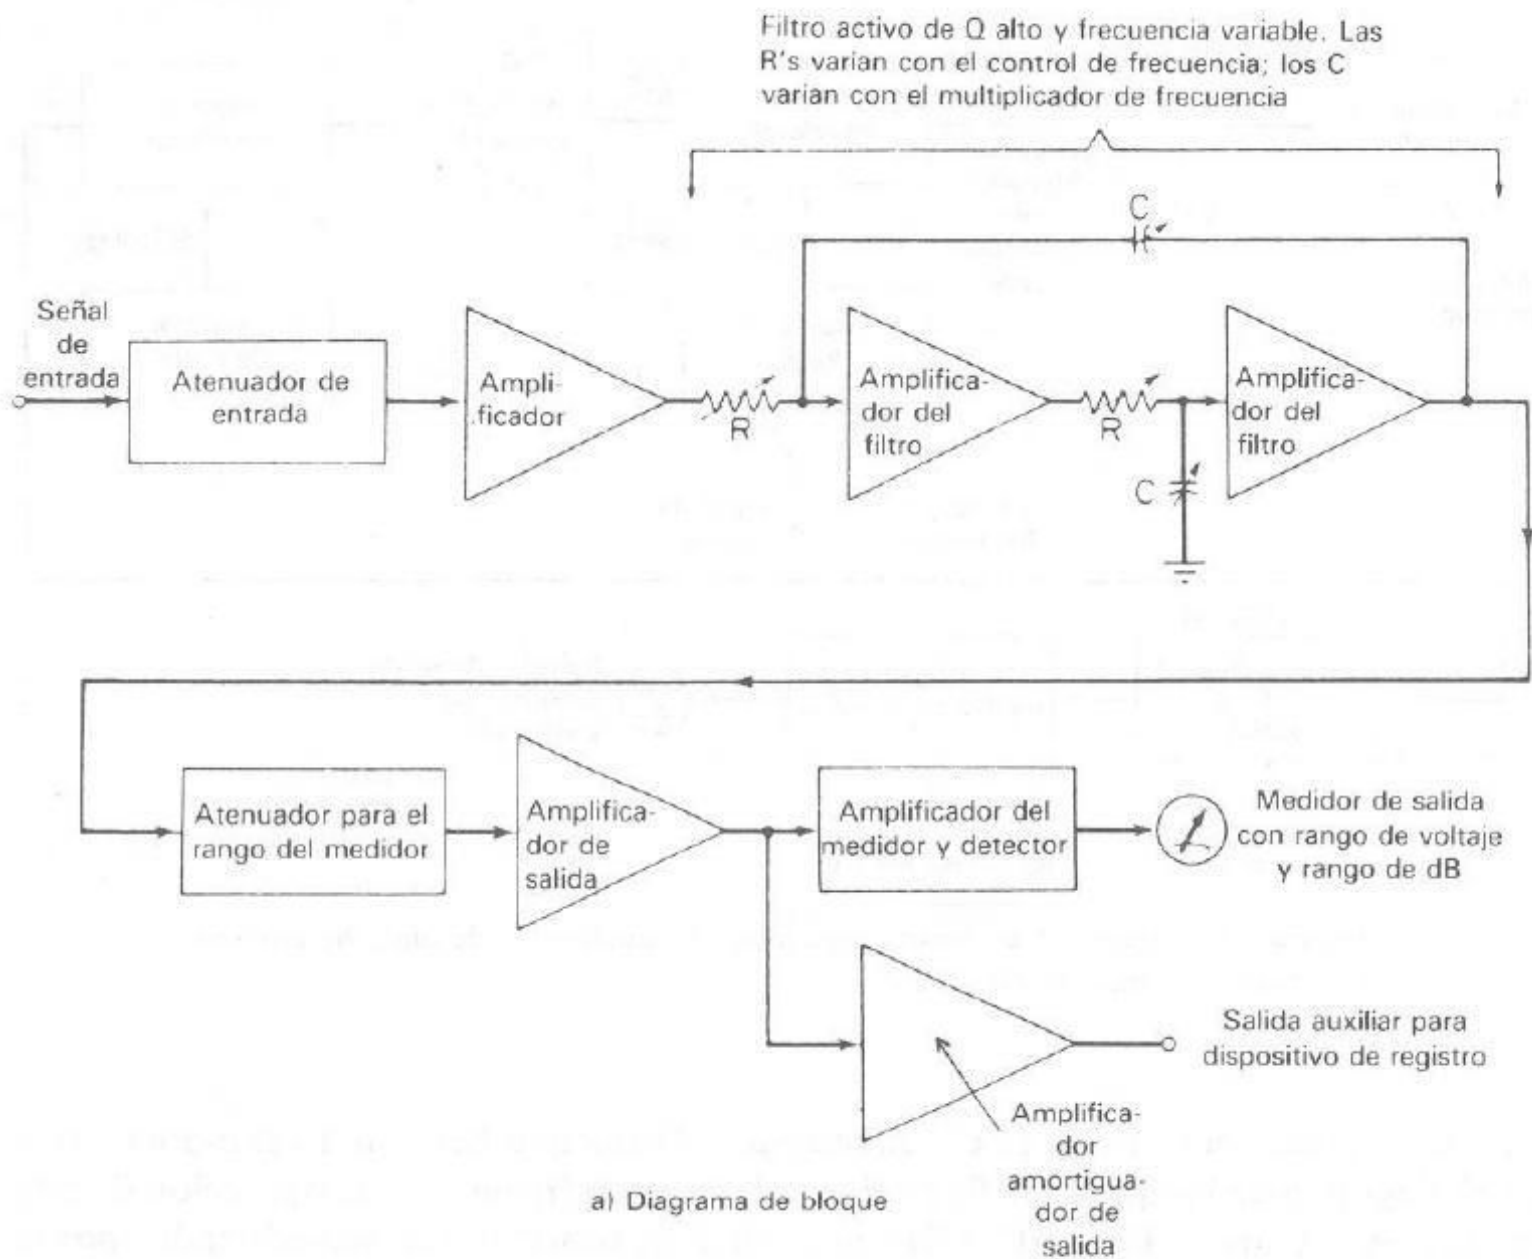 Filtro activo de Q alto y frecuencia variable. Las
R's varian con el control de frecuencia; los C
varian con el multiplicador de frecuencia
C
Señal
de
entrada
Atenuador de
entrada
Ampli-
ficador
R
Amplifica-
dor del
filtro
R
C
Amplifica-
dor del
filtro
Atenuador para el
rango del medidor
Amplifica-
dor de
salida
Amplificador del
medidor y detector
Medidor de salida
con rango de voltaje
y rango de dB
Salida auxiliar para
dispositivo de registro
Amplifica-
dor
amortigua-
dor de
salida
a) Diagrama de bloque